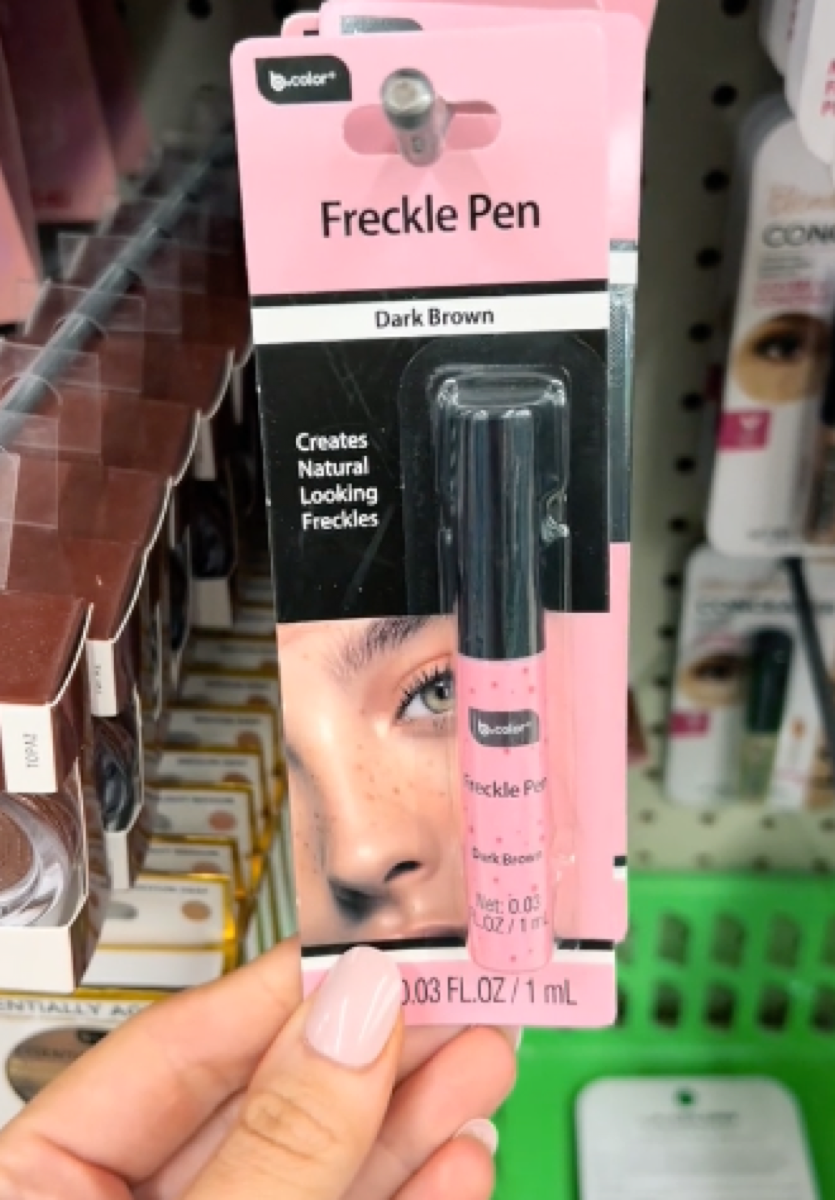 b.color+
Freckle Pen
Dark Brown
Creates
Natural
Looking
Freckles
b.color+
Freckle Pen
Dark Brown
Net: 0.03
FL.OZ / 1 mL
0.03 FL.OZ / 1 mL
TOPAZ